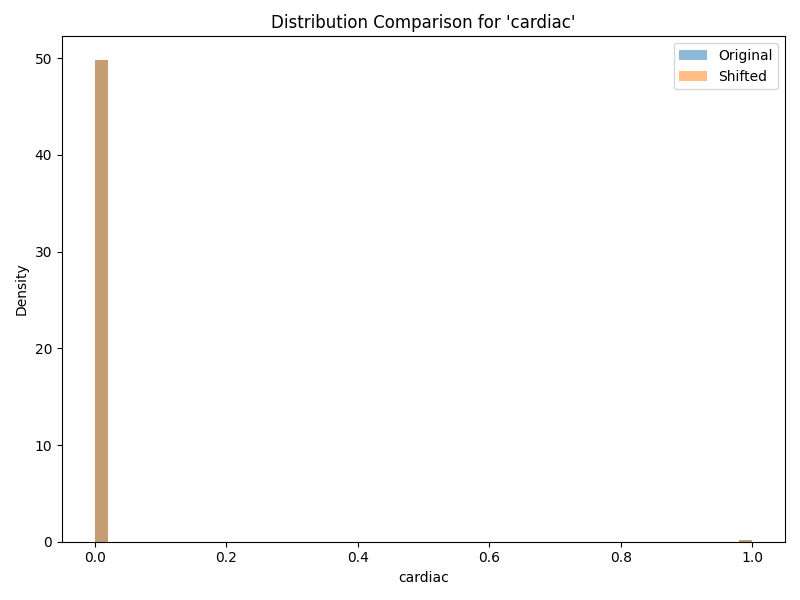 Distribution Comparison for 'cardiac'
Original
Shifted
50
40
30
20
10
0
Density
0.0 0.2 0.4 0.6 0.8 1.0
cardiac